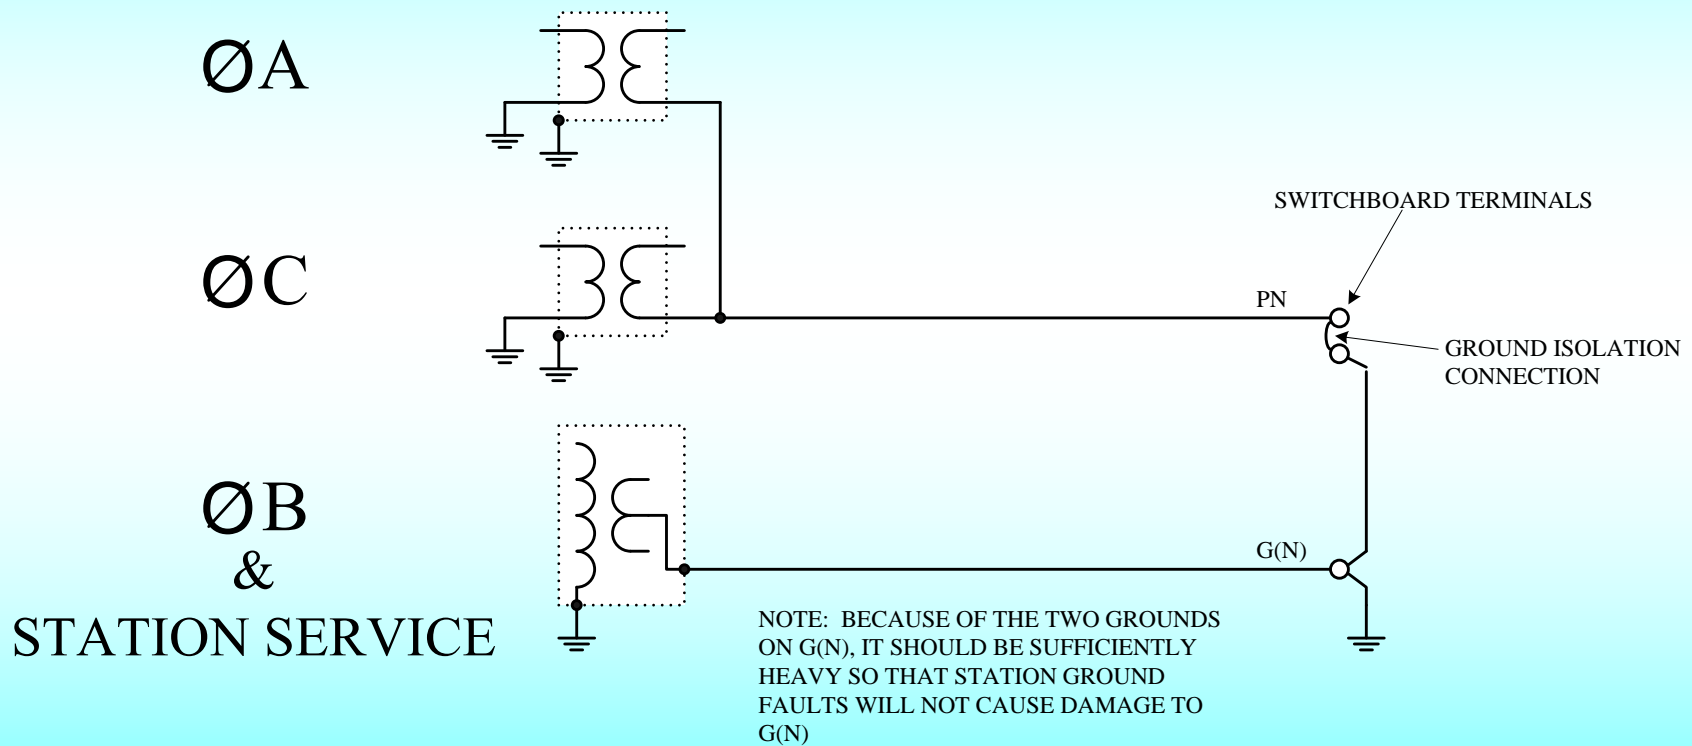 ØA
SWITCHBOARD TERMINALS
ØC
PN
GROUND ISOLATION
CONNECTION
ØB
&
STATION SERVICE
G(N)
NOTE: BECAUSE OF THE TWO GROUNDS
ON G(N), IT SHOULD BE SUFFICIENTLY
HEAVY SO THAT STATION GROUND
FAULTS WILL NOT CAUSE DAMAGE TO
G(N)